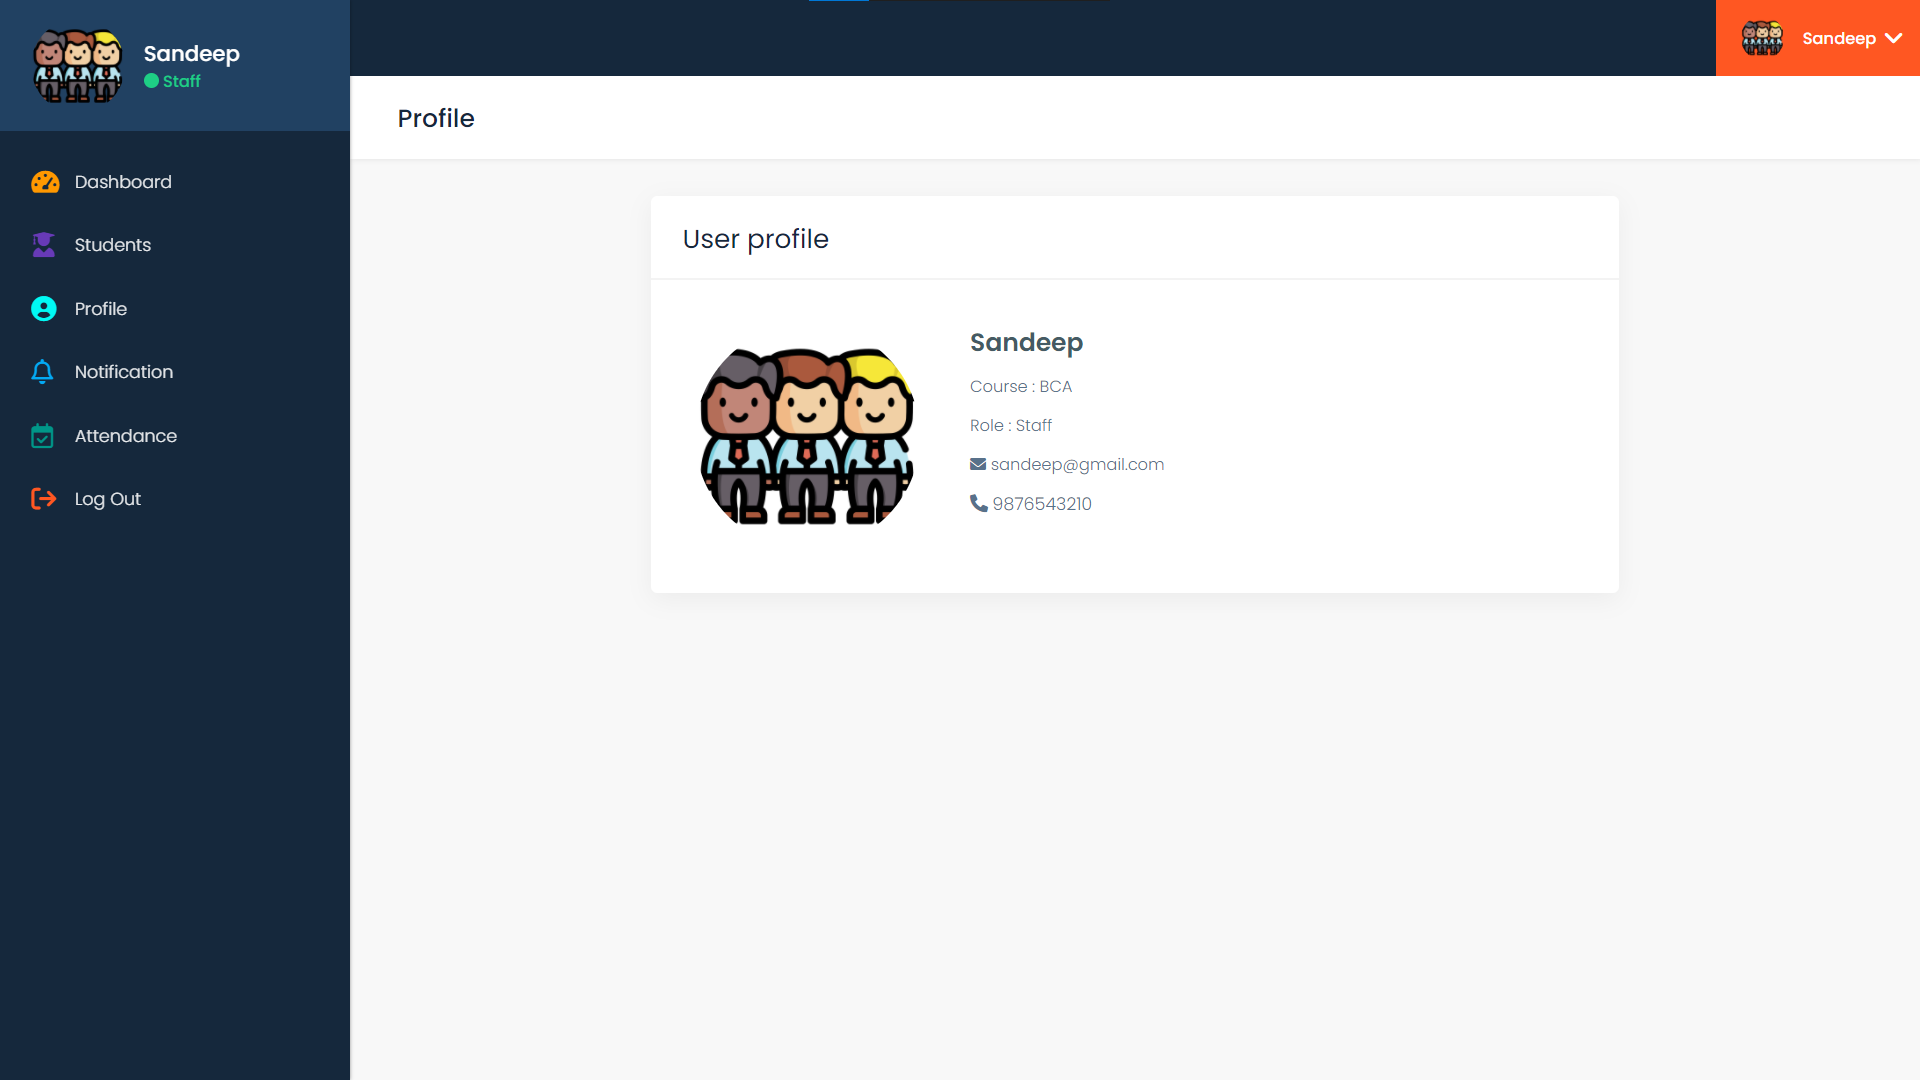 Sandeep
Staff
Dashboard
Students
Profile
Notification
Attendance
Log Out
Sandeep
Profile
User profile
Sandeep
Course : BCA
Role : Staff
sandeep@gmail.com
9876543210